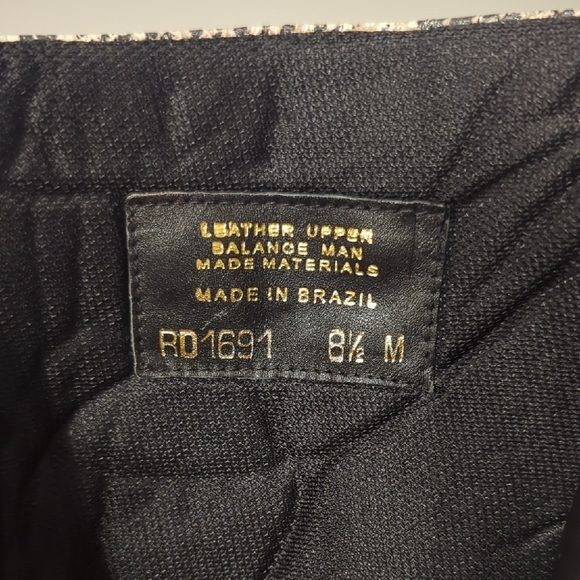 LEATHER UPPER
BALANCE MAN
MADE MATERIALS
MADE IN BRAZIL
RD1691 8½ M